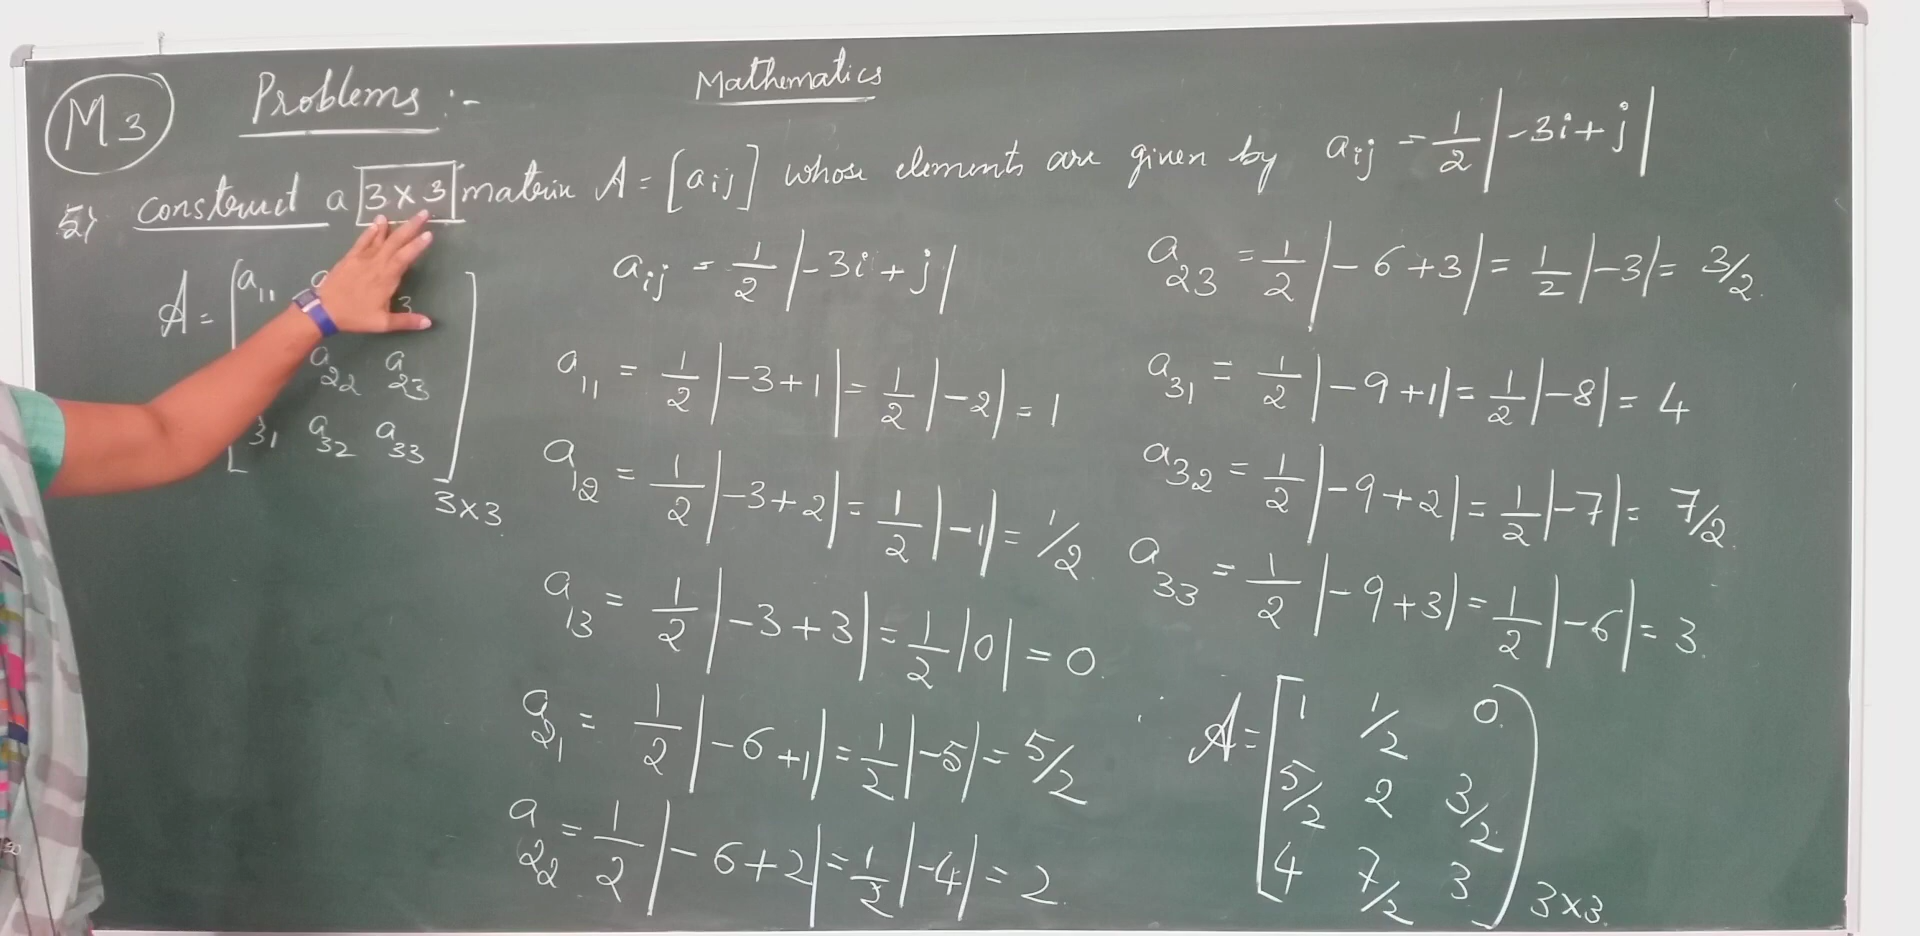 M3 Problems :- Mathematics
5) construct a 3 × 3 matrix A = [aij] whose elements are given by aij = 1/2 |-3i + j|
A = [a11 a
3
a22 a23
31 a32 a33] 3×3
aij = 1/2 |-3i + j|
a11 = 1/2 |-3+1| = 1/2 |-2| = 1
a12 = 1/2 |-3+2| = 1/2 |-1| = 1/2
a13 = 1/2 |-3+3| = 1/2 |0| = 0
a21 = 1/2 |-6+1| = 1/2 |-5| = 5/2
a22 = 1/2 |-6+2| = 1/2 |-4| = 2
a23 = 1/2 |-6+3| = 1/2 |-3| = 3/2
a31 = 1/2 |-9+1| = 1/2 |-8| = 4
a32 = 1/2 |-9+2| = 1/2 |-7| = 7/2
a33 = 1/2 |-9+3| = 1/2 |-6| = 3
A = [1 1/2 0
5/2 2 3/2
4 7/2 3] 3×3